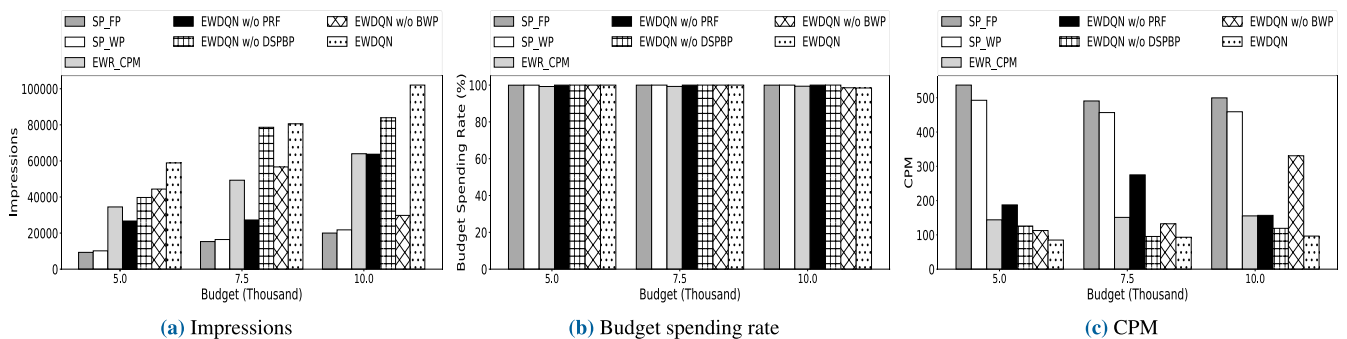 SP_FP
SP_WP
EWR_CPM
EWDQN w/o PRF
EWDQN w/o DSPBP
EWDQN w/o BWP
EWDQN
Impressions
100000
80000
60000
40000
20000
0
5.0
7.5
10.0
Budget (Thousand)
(a) Impressions
SP_FP
SP_WP
EWR_CPM
EWDQN w/o PRF
EWDQN w/o DSPBP
EWDQN w/o BWP
EWDQN
Budget Spending Rate (%)
100
80
60
40
20
0
5.0
7.5
10.0
Budget (Thousand)
(b) Budget spending rate
SP_FP
SP_WP
EWR_CPM
EWDQN w/o PRF
EWDQN w/o DSPBP
EWDQN w/o BWP
EWDQN
CPM
500
400
300
200
100
0
5.0
7.5
10.0
Budget (Thousand)
(c) CPM